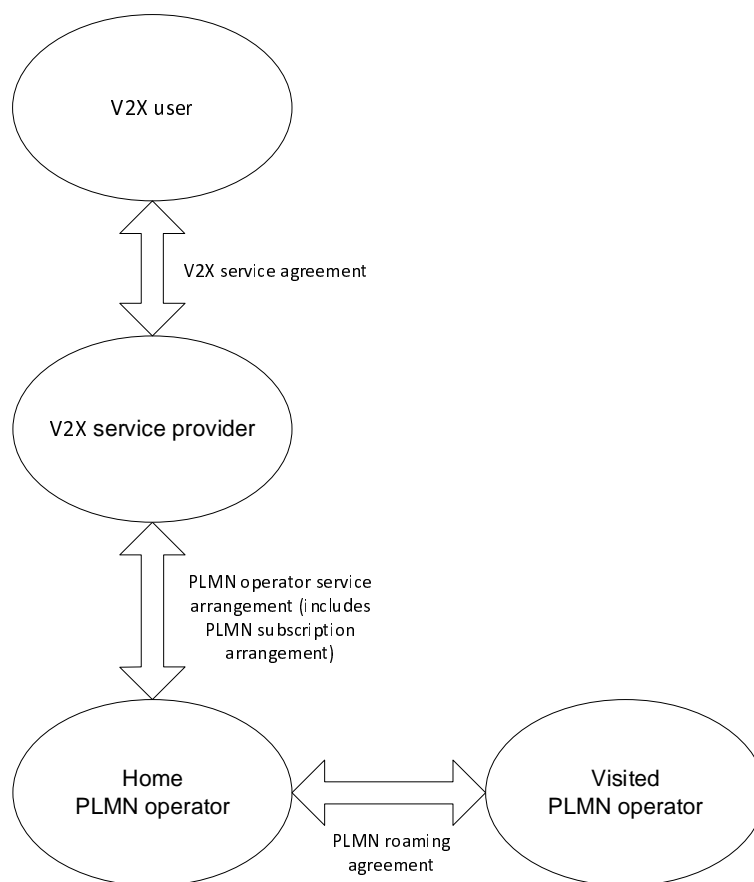 V2X user
V2X service agreement
V2X service provider
PLMN operator service
arrangement (includes
PLMN subscription
arrangement)
Home
PLMN operator
Visited
PLMN operator
PLMN roaming
agreement